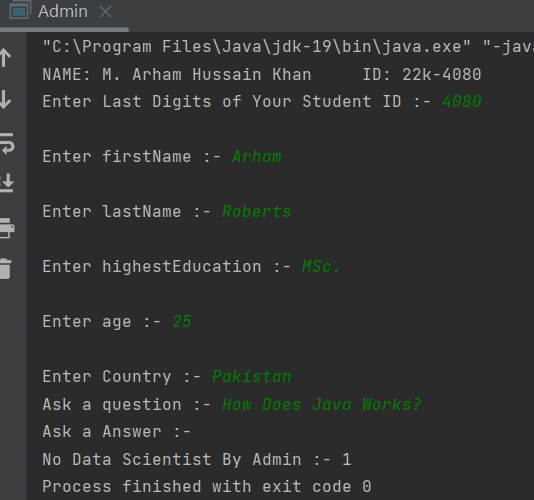 Admin
"C:\Program Files\Java\jdk-19\bin\java.exe" "-jav
NAME: M. Arham Hussain Khan     ID: 22k-4080
Enter Last Digits of Your Student ID :- 4080
Enter firstName :- Arham
Enter lastName :- Roberts
Enter highestEducation :- MSc.
Enter age :- 25
Enter Country :- Pakistan
Ask a question :- How Does Java Works?
Ask a Answer :-
No Data Scientist By Admin :- 1
Process finished with exit code 0